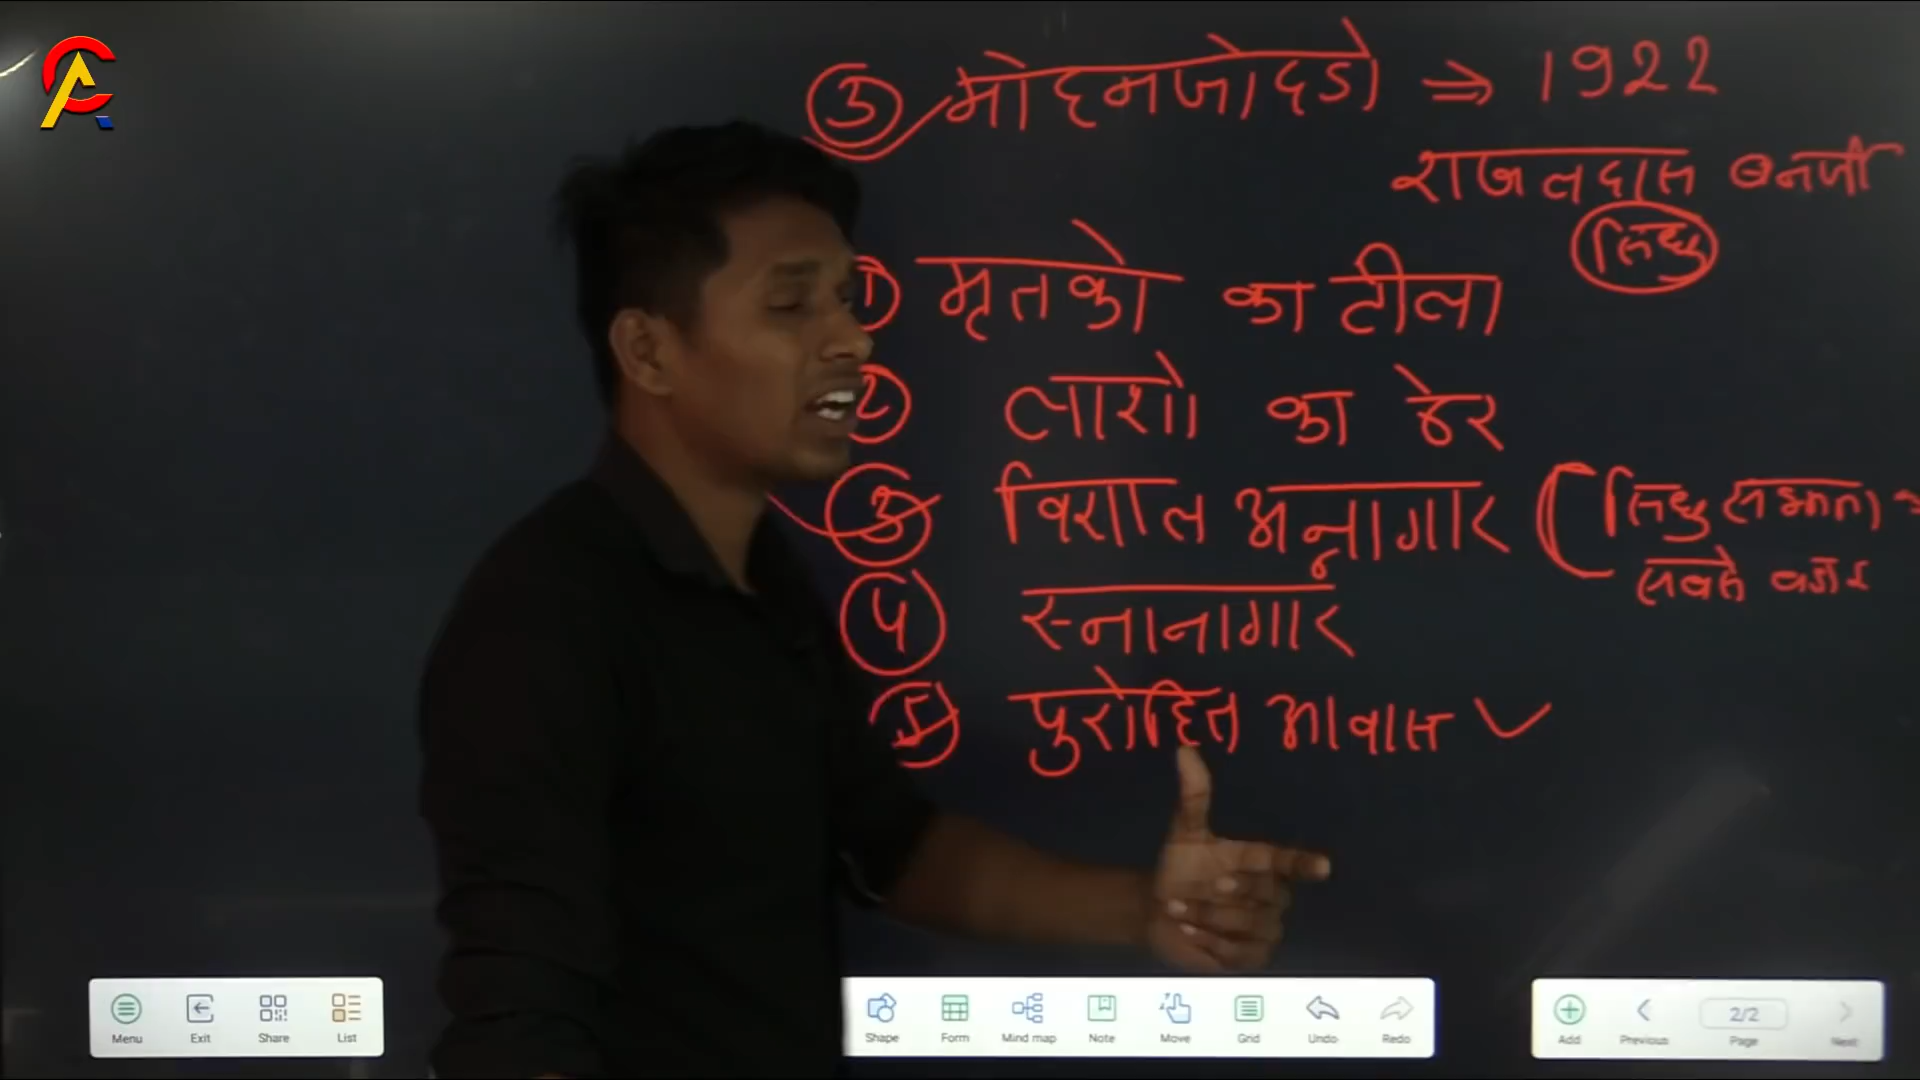 ③ मोहनजोदडो ⇒ 1922
राखालदास बनर्जी
सिंधु
① मृतको का टीला
② लाशो का ढेर
③ विशाल अन्नागार (सिंधु सभ्यता
सबसे बडा
4 स्नानागार
5 पुरोहित आवास ✓
Menu Exit Share List Shape Form Mind map Note Move Grid Undo Redo Add Previous 2/2 Page Next